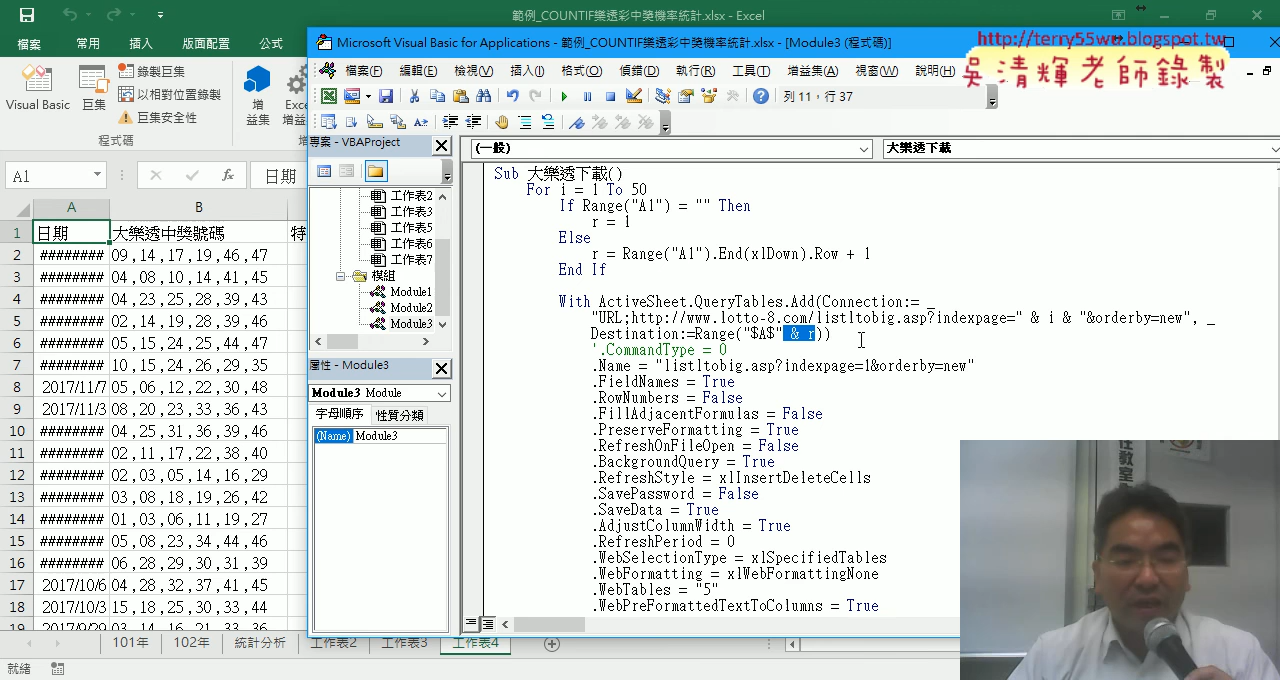 範例_COUNTIF樂透彩中獎機率統計.xlsx - Excel
檔案 常用 插入 版面配置 公式
Visual Basic 巨集 錄製巨集 以相對位置錄製 巨集安全性 增益集
程式碼
A1 fx 日期
A B
1 日期 大樂透中獎號碼 特
2 ######## 09,14,17,19,46,47
3 ######## 04,08,10,14,41,45
4 ######## 04,23,25,28,39,43
5 ######## 02,14,19,28,39,46
6 ######## 05,15,24,25,44,47
7 ######## 10,15,24,26,29,35
8 2017/11/7 05,06,12,22,30,48
9 2017/11/3 08,20,23,33,36,43
10 ######## 04,25,31,36,39,46
11 ######## 02,11,17,22,38,40
12 ######## 02,03,05,14,16,29
13 ######## 03,08,18,19,26,42
14 ######## 01,03,06,11,19,27
15 ######## 05,08,23,34,44,46
16 ######## 06,28,29,30,31,39
17 2017/10/6 04,28,32,37,41,45
18 2017/10/3 15,18,25,30,33,44
19 2017/9/29 03,14,16,21,33,36
101年 102年 統計分析 工作表2 工作表3 工作表4
就緒
Microsoft Visual Basic for Applications - 範例_COUNTIF樂透彩中獎機率統計.xlsx - [Module3 (程式碼)]
http://terry55wu.blogspot.tw
吳清輝老師錄製
檔案(F) 插入(I) 格式(O) 偵錯(D) 執行(R) 工具(T) 增益集(A) 視窗(W) 說明(H)
列 11，行 37
專案 - VBAProject
工作表2
工作表3
工作表5
工作表6
工作表7
模組
Module1
Module2
Module3
屬性 - Module3
Module3 Module
字母順序 性質分類
(Name) Module3
(一般) 大樂透下載
Sub 大樂透下載()
For i = 1 To 50
If Range("A1") = "" Then
r = 1
Else
r = Range("A1").End(xlDown).Row + 1
End If
With ActiveSheet.QueryTables.Add(Connection:= _
"URL;http://www.lotto-8.com/listltobig.asp?indexpage=" & i & "&orderby=new", _
Destination:=Range("$A$" & r))
'.CommandType = 0
.Name = "listltobig.asp?indexpage=1&orderby=new"
.FieldNames = True
.RowNumbers = False
.FillAdjacentFormulas = False
.PreserveFormatting = True
.RefreshOnFileOpen = False
.BackgroundQuery = True
.RefreshStyle = xlInsertDeleteCells
.SavePassword = False
.SaveData = True
.AdjustColumnWidth = True
.RefreshPeriod = 0
.WebSelectionType = xlSpecifiedTables
.WebFormatting = xlWebFormattingNone
.WebTables = "5"
.WebPreFormattedTextToColumns = True